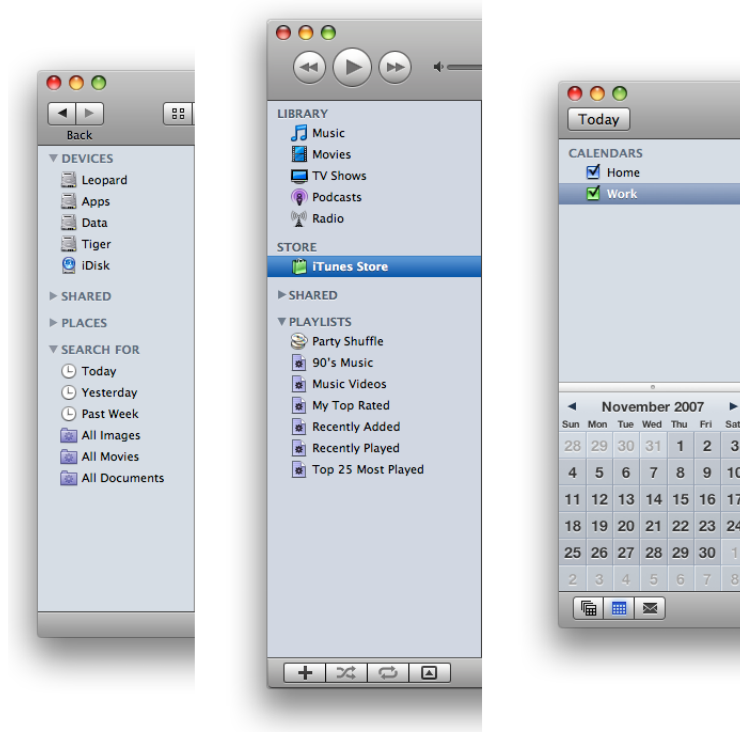 Back
DEVICES
Leopard
Apps
Data
Tiger
iDisk
SHARED
PLACES
SEARCH FOR
Today
Yesterday
Past Week
All Images
All Movies
All Documents
LIBRARY
Music
Movies
TV Shows
Podcasts
Radio
STORE
iTunes Store
SHARED
PLAYLISTS
Party Shuffle
90's Music
Music Videos
My Top Rated
Recently Added
Recently Played
Top 25 Most Played
Today
CALENDARS
Home
Work
November 2007
Sun Mon Tue Wed Thu Fri Sat
28 29 30 31 1 2 3
4 5 6 7 8 9 10
11 12 13 14 15 16 17
18 19 20 21 22 23 24
25 26 27 28 29 30 1
2 3 4 5 6 7 8